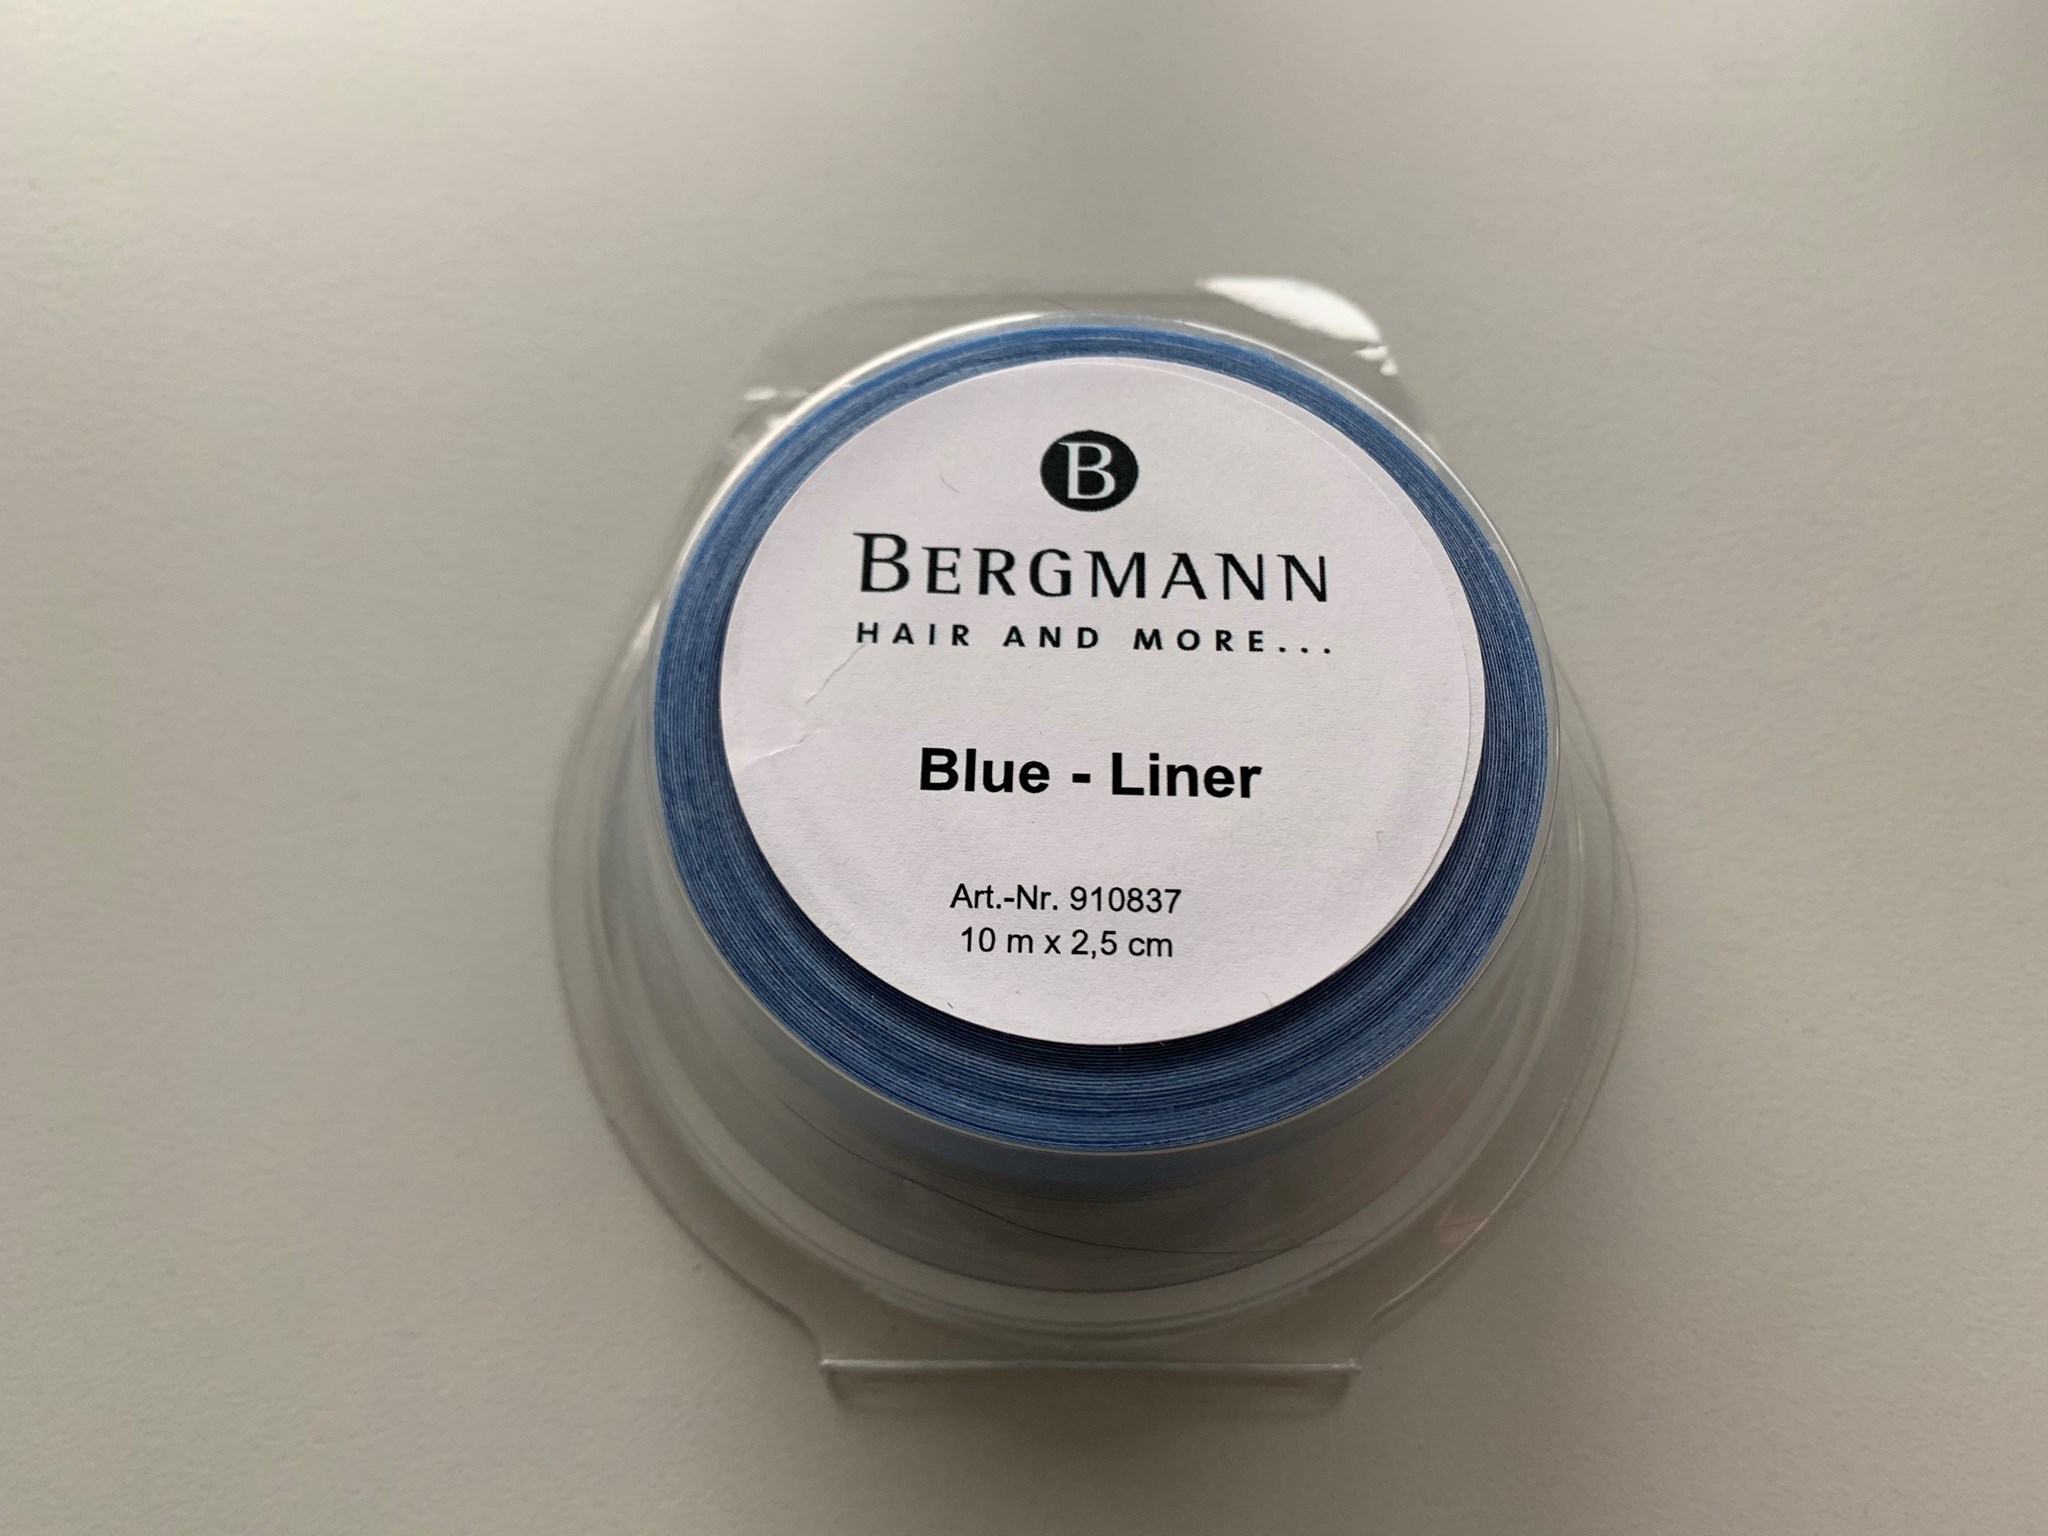 B
BERGMANN
HAIR AND MORE...
Blue - Liner
Art.-Nr. 910837
10 m x 2,5 cm